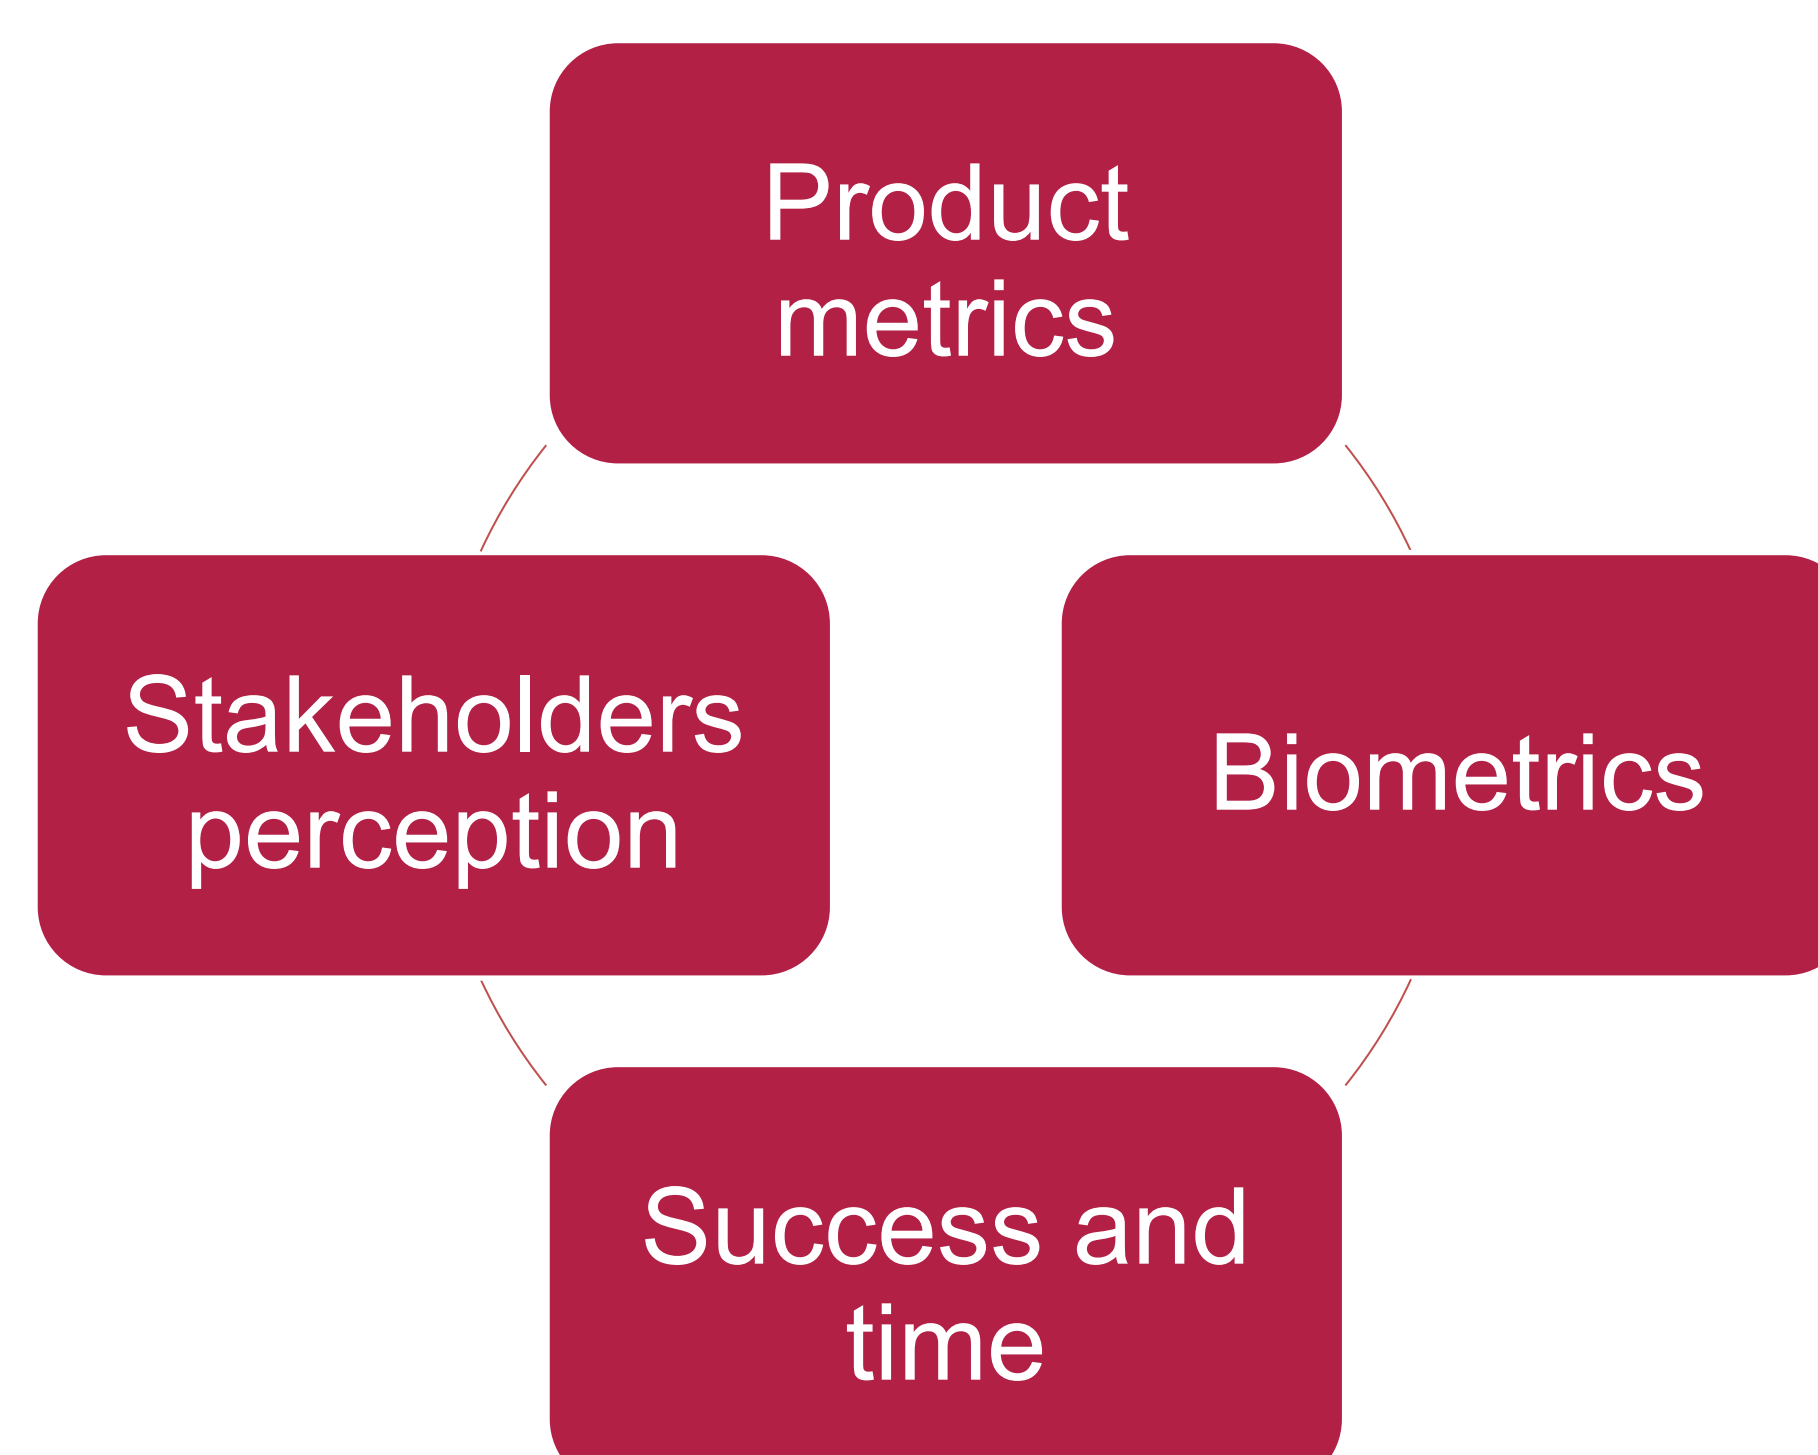 Product
metrics
Stakeholders
perception
Biometrics
Success and
time